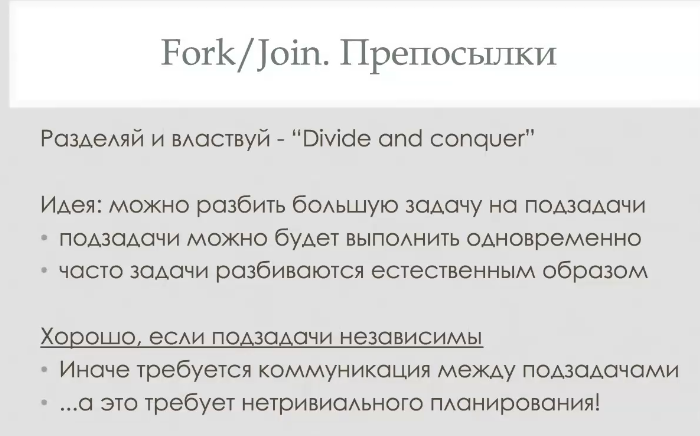 Fork/Join. Препосылки
Разделяй и властвуй - “Divide and conquer”
Идея: можно разбить большую задачу на подзадачи
• подзадачи можно будет выполнить одновременно
• часто задачи разбиваются естественным образом
Хорошо, если подзадачи независимы
• Иначе требуется коммуникация между подзадачами
• ...а это требует нетривиального планирования!